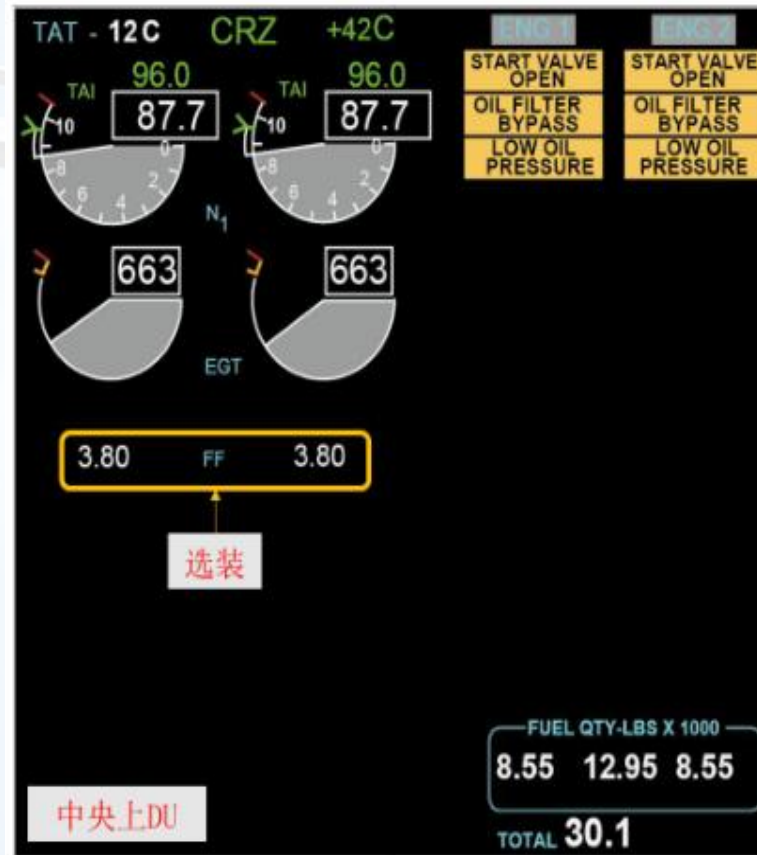 TAT - 12C CRZ +42C
ENG 1 ENG 2
START VALVE OPEN START VALVE OPEN
OIL FILTER BYPASS OIL FILTER BYPASS
LOW OIL PRESSURE LOW OIL PRESSURE
TAI 96.0 TAI 96.0
87.7 87.7
10 8 6 4 2 0 10 8 6 4 2 0
N1
663 663
EGT
3.80 FF 3.80
选装
FUEL QTY-LBS X 1000
8.55 12.95 8.55
TOTAL 30.1
中央上DU